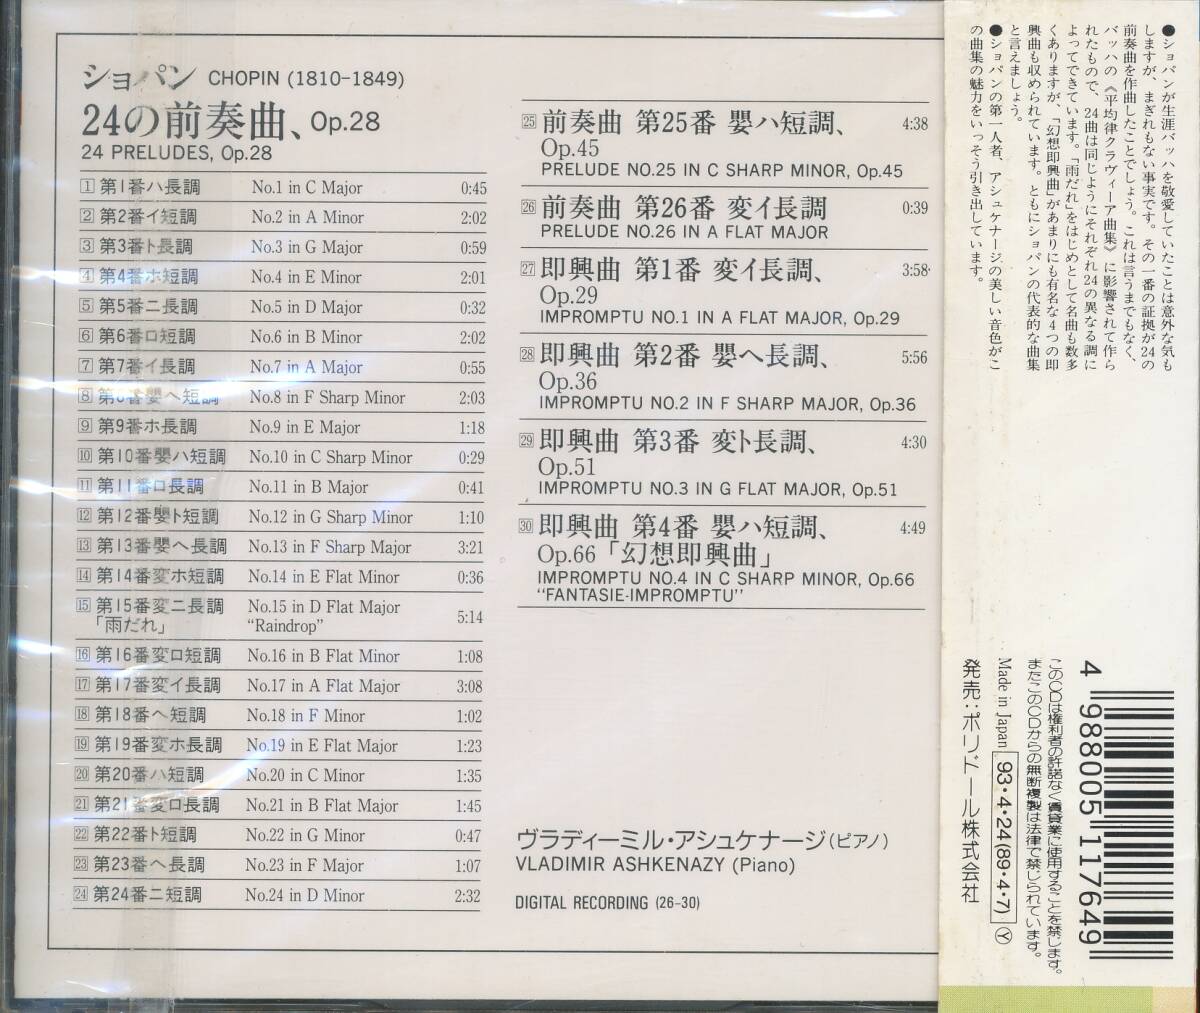 ショパン CHOPIN (1810-1849)
24の前奏曲、Op.28
24 PRELUDES, Op.28
1 第1番ハ長調 No.1 in C Major 0:45
2 第2番イ短調 No.2 in A Minor 2:02
3 第3番ト長調 No.3 in G Major 0:59
4 第4番ホ短調 No.4 in E Minor 2:01
5 第5番ニ長調 No.5 in D Major 0:32
6 第6番ロ短調 No.6 in B Minor 2:02
7 第7番イ長調 No.7 in A Major 0:55
8 第8番嬰ヘ短調 No.8 in F Sharp Minor 2:03
9 第9番ホ長調 No.9 in E Major 1:18
10 第10番嬰ハ短調 No.10 in C Sharp Minor 0:29
11 第11番ロ長調 No.11 in B Major 0:41
12 第12番嬰ト短調 No.12 in G Sharp Minor 1:10
13 第13番嬰ヘ長調 No.13 in F Sharp Major 3:21
14 第14番変ホ短調 No.14 in E Flat Minor 0:36
15 第15番変ニ長調 No.15 in D Flat Major 5:14
「雨だれ」 “Raindrop”
16 第16番変ロ短調 No.16 in B Flat Minor 1:08
17 第17番変イ長調 No.17 in A Flat Major 3:08
18 第18番ヘ短調 No.18 in F Minor 1:02
19 第19番変ホ長調 No.19 in E Flat Major 1:23
20 第20番ハ短調 No.20 in C Minor 1:35
21 第21番変ロ長調 No.21 in B Flat Major 1:45
22 第22番ト短調 No.22 in G Minor 0:47
23 第23番ヘ長調 No.23 in F Major 1:07
24 第24番ニ短調 No.24 in D Minor 2:32
25 前奏曲 第25番 嬰ハ短調、 4:38
Op.45
PRELUDE NO.25 IN C SHARP MINOR, Op.45
26 前奏曲 第26番 変イ長調 0:39
PRELUDE NO.26 IN A FLAT MAJOR
27 即興曲 第1番 変イ長調、 3:58
Op.29
IMPROMPTU NO.1 IN A FLAT MAJOR, Op.29
28 即興曲 第2番 嬰ヘ長調、 5:56
Op.36
IMPROMPTU NO.2 IN F SHARP MAJOR, Op.36
29 即興曲 第3番 変ト長調、 4:30
Op.51
IMPROMPTU NO.3 IN G FLAT MAJOR, Op.51
30 即興曲 第4番 嬰ハ短調、 4:49
Op.66「幻想即興曲」
IMPROMPTU NO.4 IN C SHARP MINOR, Op.66
“FANTASIE-IMPROMPTU”
ヴラディーミル・アシュケナージ(ピアノ)
VLADIMIR ASHKENAZY (Piano)
DIGITAL RECORDING (26-30)
●ショパンが生涯バッハを敬愛していたことは意外な気も
しますが、まぎれもない事実です。その一番の証拠が24の
前奏曲を作曲したことでしょう。これは言うまでもなく、
バッハの《平均律クラヴィーア曲集》に影響されて作ら
れたもので、24曲は同じようにそれぞれ24の異なる調に
よってできています。「雨だれ」をはじめとして名曲も数多
くありますが、「幻想即興曲」があまりにも有名な4つの即
興曲も収められています。ともにショパンの代表的な曲集
と言えましょう。
●ショパンの第一人者、アシュケナージの美しい音色がこ
の曲集の魅力をいっそう引き出しています。
4 988005 117649
このCDは権利者の許諾なく賃貸業に使用することを禁じます。
またこのCDからの無断複製は法律で禁じられています。
Made in Japan 93・4・24(89・4・7) Y
発売:ポリドール株式会社